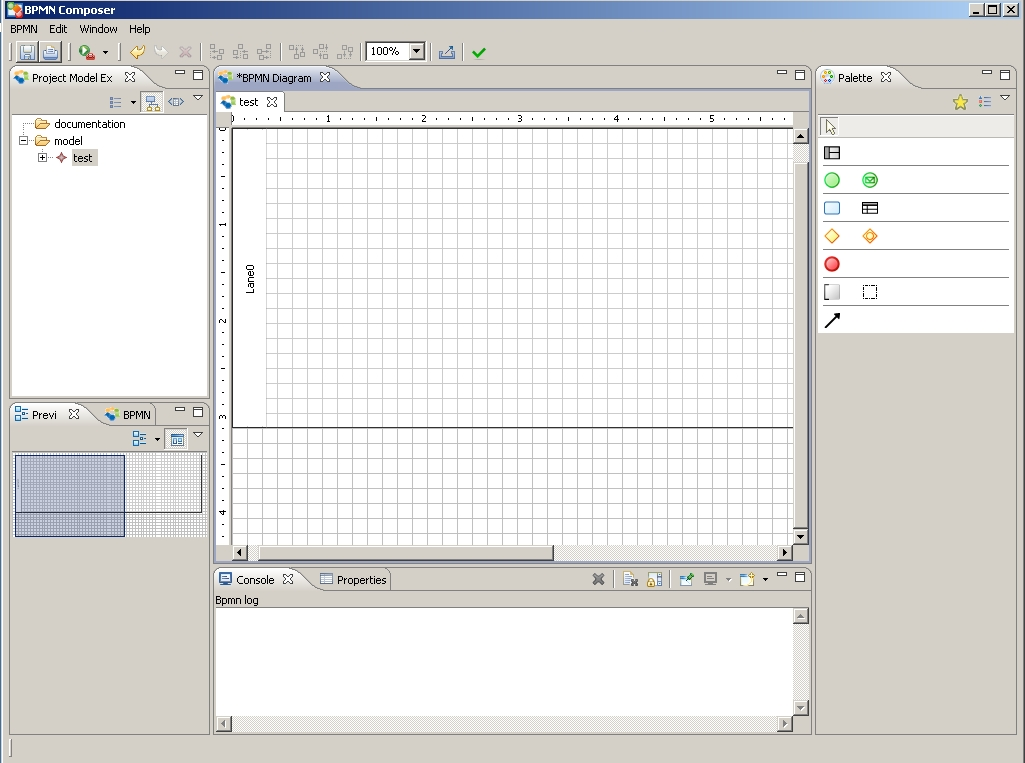 BPMN Composer
BPMN Edit Window Help
100%
Project Model Ex
documentation
model
test
Previ BPMN
*BPMN Diagram
test
0 1 2 3 4 5
0
1
2
3
4
Lane0
Console Properties
Bpmn log
Palette